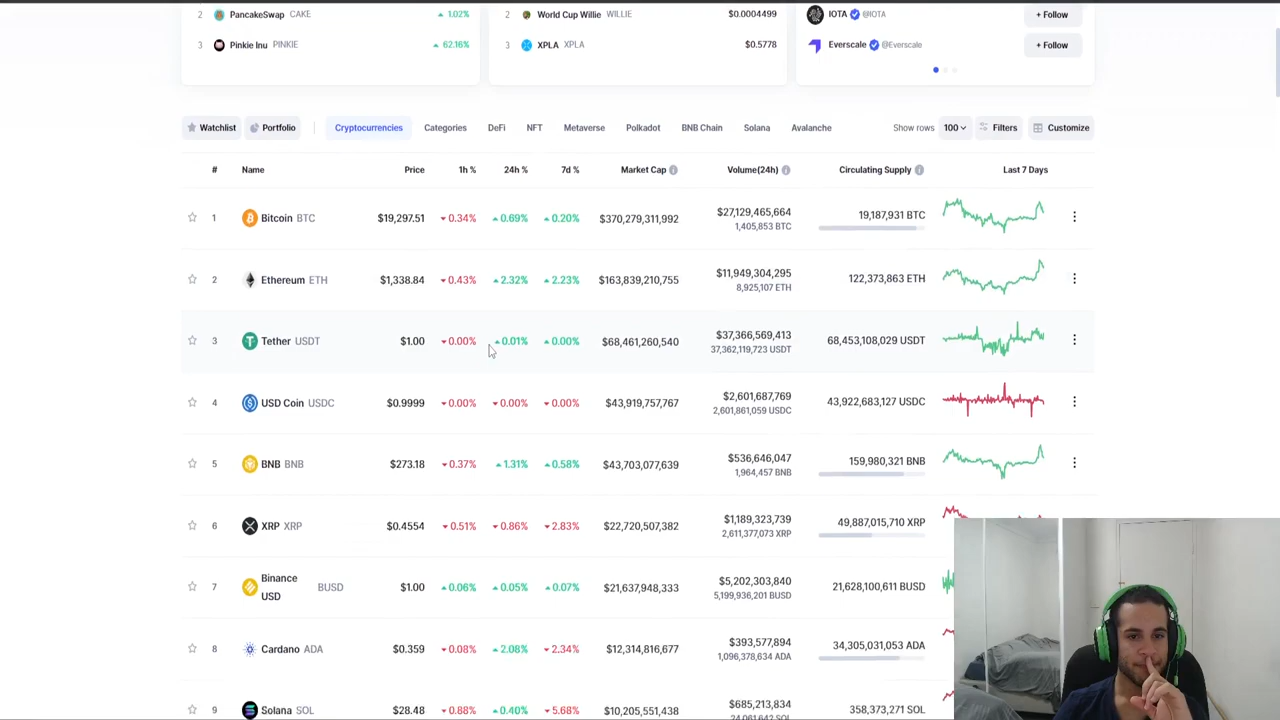 2 PancakeSwap CAKE 1.02%
3 Pinkie Inu PINKIE 62.16%
2 World Cup Willie WILLIE $0.0004499
3 XPLA XPLA $0.5778
IOTA @IOTA + Follow
Everscale @Everscale + Follow
Watchlist Portfolio Cryptocurrencies Categories DeFi NFT Metaverse Polkadot BNB Chain Solana Avalanche Show rows 100 Filters Customize
# Name Price 1h % 24h % 7d % Market Cap Volume(24h) Circulating Supply Last 7 Days
1 Bitcoin BTC $19,297.51 0.34% 0.69% 0.20% $370,279,311,992 $27,129,465,664 19,187,931 BTC
1,405,853 BTC
2 Ethereum ETH $1,338.84 0.43% 2.32% 2.23% $163,839,210,755 $11,949,304,295 122,373,863 ETH
8,925,107 ETH
3 Tether USDT $1.00 0.00% 0.01% 0.00% $68,461,260,540 $37,366,569,413 68,453,108,029 USDT
37,362,119,723 USDT
4 USD Coin USDC $0.9999 0.00% 0.00% 0.00% $43,919,757,767 $2,601,687,769 43,922,683,127 USDC
2,601,861,059 USDC
5 BNB BNB $273.18 0.37% 1.31% 0.58% $43,703,077,639 $536,646,047 159,980,321 BNB
1,964,457 BNB
6 XRP XRP $0.4554 0.51% 0.86% 2.83% $22,720,507,382 $1,189,323,739 49,887,015,710 XRP
2,611,377,073 XRP
7 Binance USD BUSD $1.00 0.06% 0.05% 0.07% $21,637,948,333 $5,202,303,840 21,628,100,611 BUSD
5,199,936,201 BUSD
8 Cardano ADA $0.359 0.08% 2.08% 2.34% $12,314,816,677 $393,577,894 34,305,031,053 ADA
1,096,378,634 ADA
9 Solana SOL $28.48 0.88% 0.40% 5.68% $10,205,551,438 $685,213,834 358,373,271 SOL
24,061,642 SOL